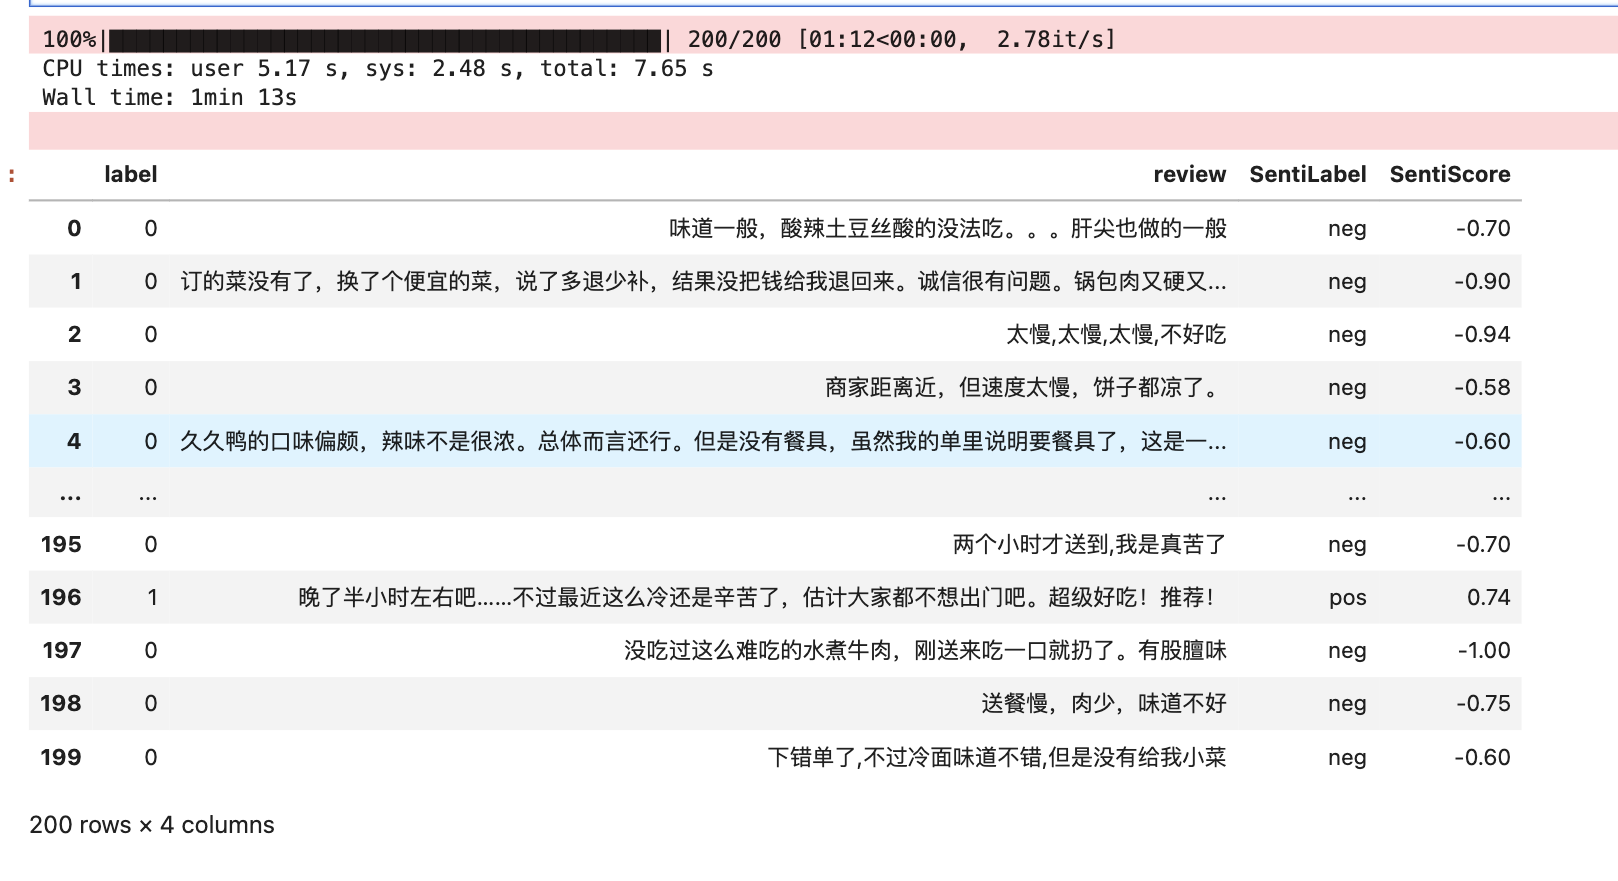 100%|██████████| 200/200 [01:12<00:00,  2.78it/s]
CPU times: user 5.17 s, sys: 2.48 s, total: 7.65 s
Wall time: 1min 13s
:
label review SentiLabel SentiScore
0 0 味道一般，酸辣土豆丝酸的没法吃。。。肝尖也做的一般 neg -0.70
1 0 订的菜没有了，换了个便宜的菜，说了多退少补，结果没把钱给我退回来。诚信很有问题。锅包肉又硬又... neg -0.90
2 0 太慢,太慢,太慢,不好吃 neg -0.94
3 0 商家距离近，但速度太慢，饼子都凉了。 neg -0.58
4 0 久久鸭的口味偏颇，辣味不是很浓。总体而言还行。但是没有餐具，虽然我的单里说明要餐具了，这是一... neg -0.60
... ... ... ... ...
195 0 两个小时才送到,我是真苦了 neg -0.70
196 1 晚了半小时左右吧……不过最近这么冷还是辛苦了，估计大家都不想出门吧。超级好吃！推荐！ pos 0.74
197 0 没吃过这么难吃的水煮牛肉，刚送来吃一口就扔了。有股膻味 neg -1.00
198 0 送餐慢，肉少，味道不好 neg -0.75
199 0 下错单了,不过冷面味道不错,但是没有给我小菜 neg -0.60
200 rows × 4 columns